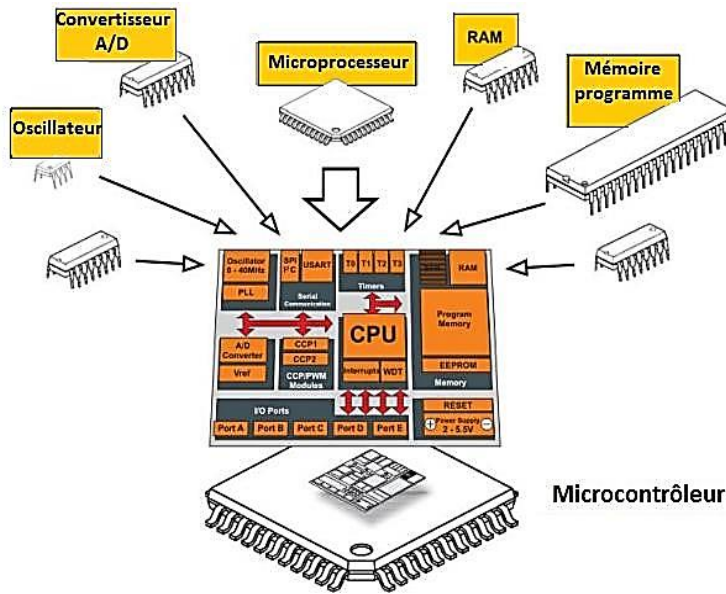 Convertisseur
A/D
Microprocesseur
RAM
Mémoire
programme
Oscillateur
Oscillator
0 - 40MHz
PLL
SPI
I²C
USART
Serial
Communication
T0 T1 T2 T3
Timers
RAM
Program
Memory
EEPROM
Memory
CPU
Interrupts
WDT
A/D
Converter
Vref
CCP1
CCP2
CCP/PWM
Modules
I/O Ports
Port A Port B Port C Port D Port E
RESET
Power Supply
2 - 5.5V
Microcontrôleur